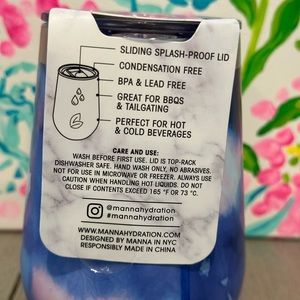 SLIDING SPLASH-PROOF LID
CONDENSATION FREE
BPA & LEAD FREE
GREAT FOR BBQS
& TAILGATING
PERFECT FOR HOT
& COLD BEVERAGES
CARE AND USE:
WASH BEFORE FIRST USE. LID IS TOP-RACK
DISHWASHER SAFE. HAND WASH ONLY, NO ABRASIVES.
NOT FOR USE IN MICROWAVE OR FREEZER. ALWAYS USE
CAUTION WHEN HANDLING HOT LIQUIDS. DO NOT
CLOSE IF CONTENTS EXCEED 165 °F OR 73 °C.
@mannahydration
#mannahydration
WWW.MANNAHYDRATION.COM
DESIGNED BY MANNA IN NYC
RESPONSIBLY MADE IN CHINA